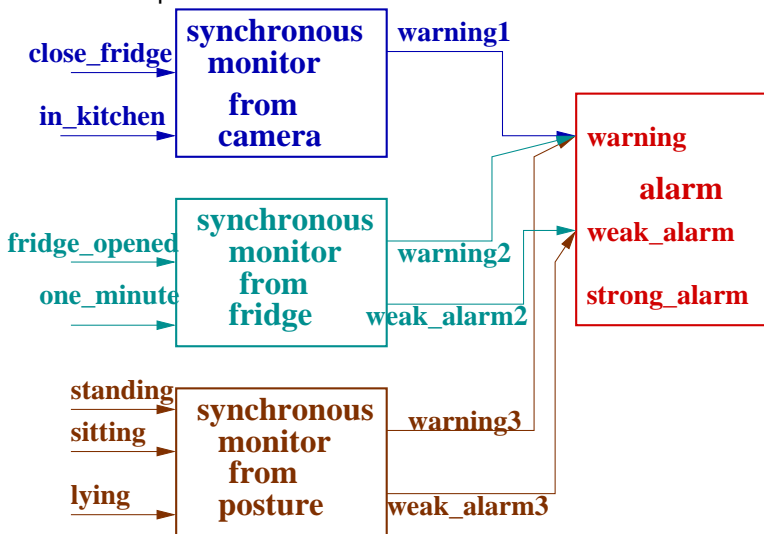 synchronous
monitor
from
camera
close_fridge
in_kitchen
warning1
synchronous
monitor
from
fridge
fridge_opened
one_minute
warning2
weak_alarm2
synchronous
monitor
from
posture
standing
sitting
lying
warning3
weak_alarm3
warning
alarm
weak_alarm
strong_alarm